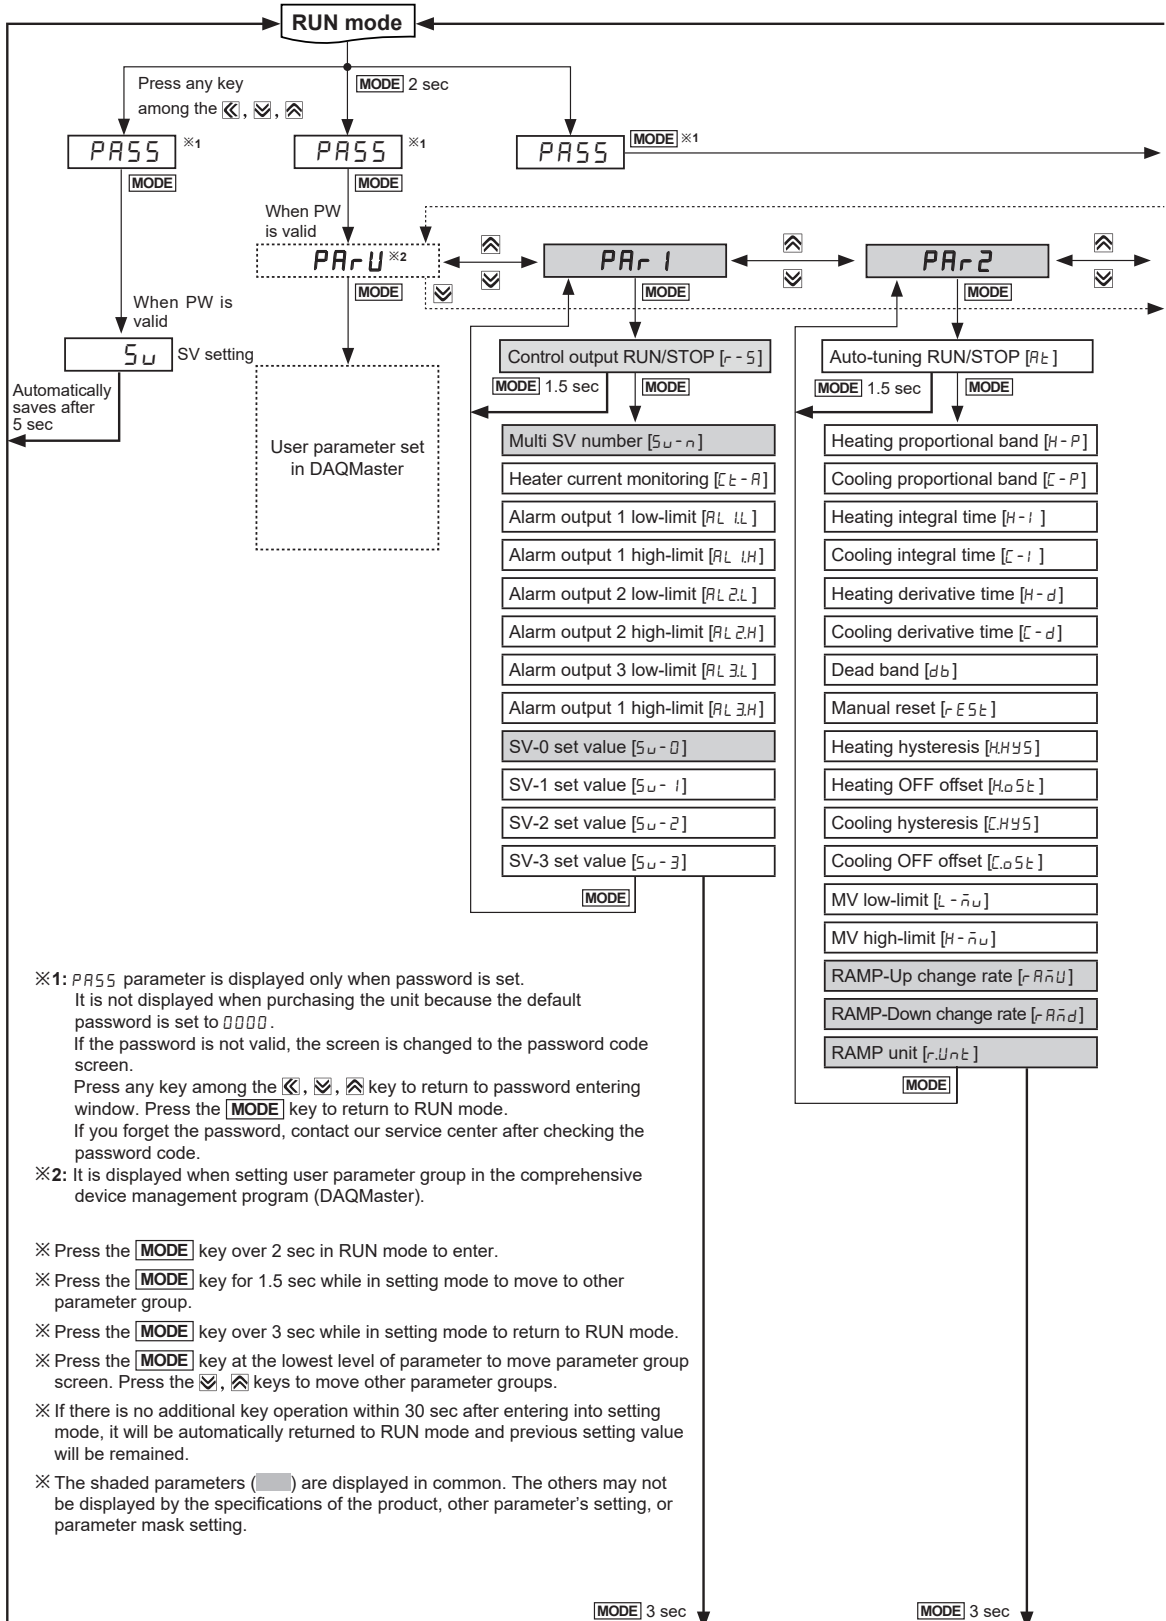 RUN mode
Press any key
among the «, ︾, ︽
MODE 2 sec
PASS ※1
PASS ※1
PASS
MODE ※1
MODE
MODE
When PW
is valid
PArU ※2
PAr1
PAr2
MODE
MODE
MODE
When PW is
valid
Su
SV setting
Automatically
saves after
5 sec
User parameter set
in DAQMaster
Control output RUN/STOP [r-S]
MODE 1.5 sec
MODE
Multi SV number [Su-n]
Heater current monitoring [Ct-A]
Alarm output 1 low-limit [AL1.L]
Alarm output 1 high-limit [AL1.H]
Alarm output 2 low-limit [AL2.L]
Alarm output 2 high-limit [AL2.H]
Alarm output 3 low-limit [AL3.L]
Alarm output 1 high-limit [AL3.H]
SV-0 set value [Su-0]
SV-1 set value [Su-1]
SV-2 set value [Su-2]
SV-3 set value [Su-3]
MODE
Auto-tuning RUN/STOP [At]
MODE 1.5 sec
MODE
Heating proportional band [H-P]
Cooling proportional band [C-P]
Heating integral time [H-I]
Cooling integral time [C-I]
Heating derivative time [H-d]
Cooling derivative time [C-d]
Dead band [db]
Manual reset [rESt]
Heating hysteresis [H.HYS]
Heating OFF offset [H.oSt]
Cooling hysteresis [C.HYS]
Cooling OFF offset [C.oSt]
MV low-limit [L-n̄u]
MV high-limit [H-n̄u]
RAMP-Up change rate [rAn̄U]
RAMP-Down change rate [rAn̄d]
RAMP unit [r.Unt]
MODE
※1: PASS parameter is displayed only when password is set.
It is not displayed when purchasing the unit because the default
password is set to 0000.
If the password is not valid, the screen is changed to the password code
screen.
Press any key among the «, ︾, ︽ key to return to password entering
window. Press the MODE key to return to RUN mode.
If you forget the password, contact our service center after checking the
password code.
※2: It is displayed when setting user parameter group in the comprehensive
device management program (DAQMaster).
※ Press the MODE key over 2 sec in RUN mode to enter.
※ Press the MODE key for 1.5 sec while in setting mode to move to other
parameter group.
※ Press the MODE key over 3 sec while in setting mode to return to RUN mode.
※ Press the MODE key at the lowest level of parameter to move parameter group
screen. Press the ︾, ︽ keys to move other parameter groups.
※ If there is no additional key operation within 30 sec after entering into setting
mode, it will be automatically returned to RUN mode and previous setting value
will be remained.
※ The shaded parameters ( ) are displayed in common. The others may not
be displayed by the specifications of the product, other parameter's setting, or
parameter mask setting.
MODE 3 sec
MODE 3 sec